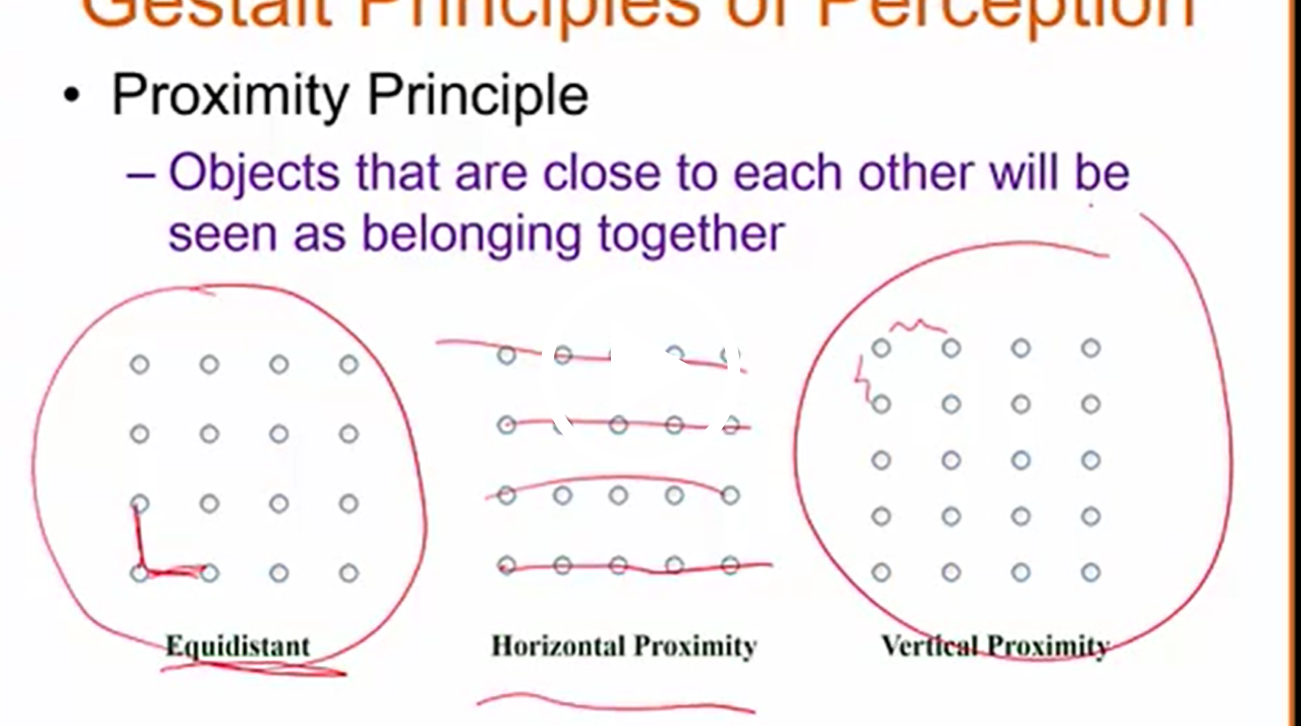 Gestalt Principles of Perception
• Proximity Principle
– Objects that are close to each other will be
seen as belonging together
Equidistant
Horizontal Proximity
Vertical Proximity